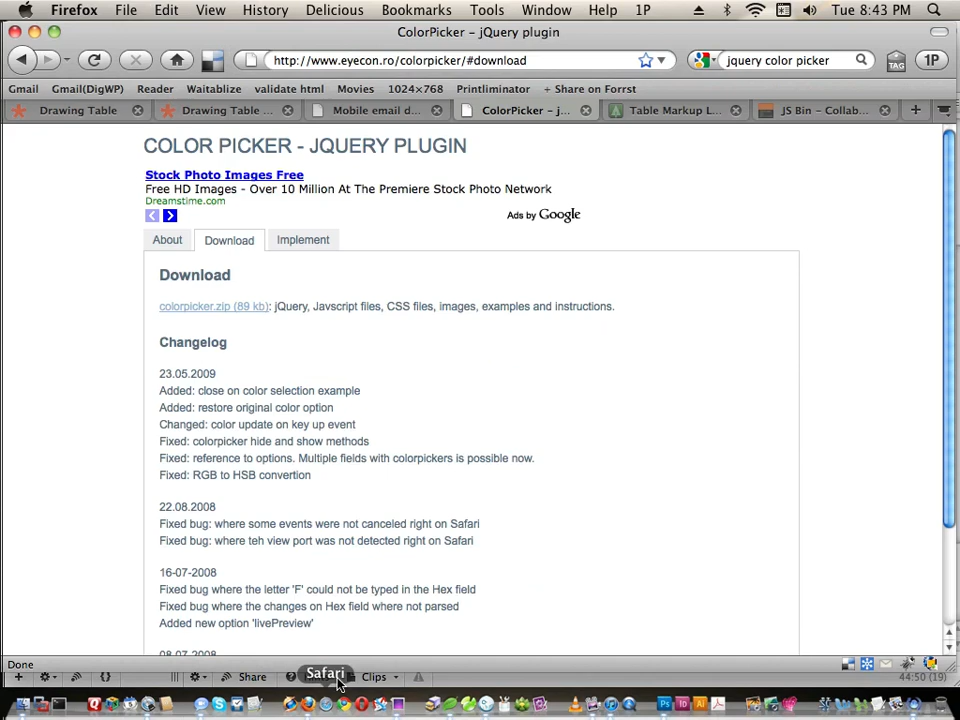 Firefox File Edit View History Delicious Bookmarks Tools Window Help 1P Tue 8:43 PM
ColorPicker – jQuery plugin
http://www.eyecon.ro/colorpicker/#download jquery color picker TAG 1P
Gmail Gmail(DigWP) Reader Waitablize validate html Movies 1024×768 Printliminator + Share on Forrst
Drawing Table Drawing Table ... Mobile email d... ColorPicker – j... Table Markup L... JS Bin – Collab...
COLOR PICKER - JQUERY PLUGIN
Stock Photo Images Free
Free HD Images - Over 10 Million At The Premiere Stock Photo Network
Dreamstime.com
Ads by Google
About Download Implement
Download
colorpicker.zip (89 kb): jQuery, Javscript files, CSS files, images, examples and instructions.
Changelog
23.05.2009
Added: close on color selection example
Added: restore original color option
Changed: color update on key up event
Fixed: colorpicker hide and show methods
Fixed: reference to options. Multiple fields with colorpickers is possible now.
Fixed: RGB to HSB convertion
22.08.2008
Fixed bug: where some events were not canceled right on Safari
Fixed bug: where teh view port was not detected right on Safari
16-07-2008
Fixed bug where the letter 'F' could not be typed in the Hex field
Fixed bug where the changes on Hex field where not parsed
Added new option 'livePreview'
08.07.2008
Done
Share Safari Clips 44:50 (19)